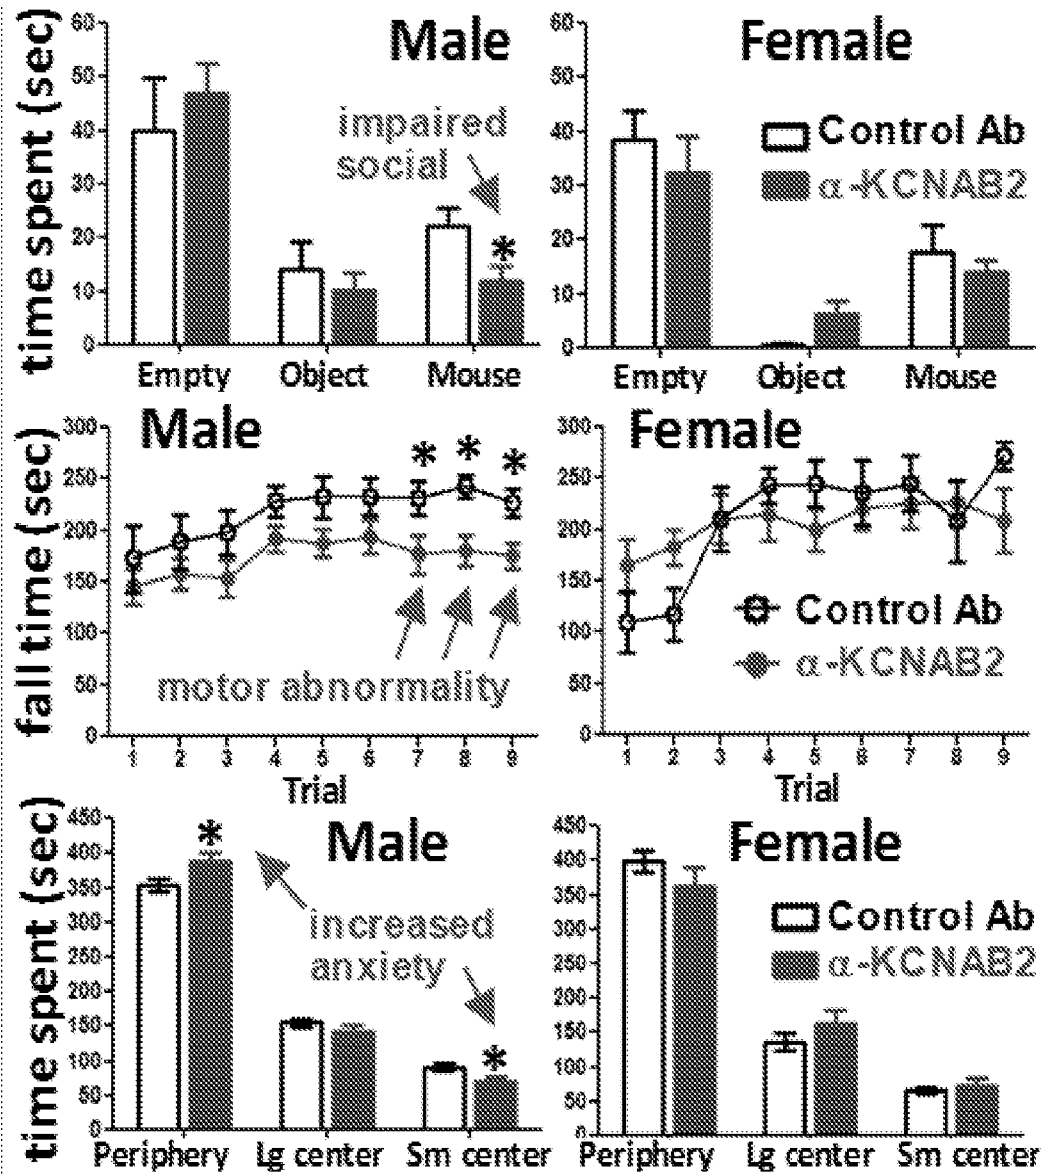 time spent (sec)
60
50
40
30
20
10
0
Male
impaired
social
*
Empty Object Mouse
60
50
40
30
20
10
0
Female
Control Ab
α-KCNAB2
Empty Object Mouse
fall time (sec)
300
250
200
150
100
50
0
Male
* * *
motor abnormality
1 2 3 4 5 6 7 8 9
Trial
300
250
200
150
100
50
0
Female
Control Ab
α-KCNAB2
1 2 3 4 5 6 7 8 9
Trial
time spent (sec)
450
400
350
300
250
200
150
100
50
0
Male
*
increased
anxiety
*
Periphery Lg center Sm center
450
400
350
300
250
200
150
100
50
0
Female
Control Ab
α-KCNAB2
Periphery Lg center Sm center